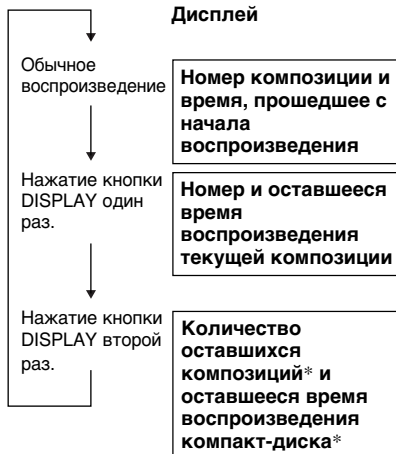 Дисплей
Обычное
воспроизведение
Номер композиции и
время, прошедшее с
начала
воспроизведения
Нажатие кнопки
DISPLAY один
раз.
Номер и оставшееся
время
воспроизведения
текущей композиции
Нажатие кнопки
DISPLAY второй
раз.
Количество
оставшихся
композиций* и
оставшееся время
воспроизведения
компакт-диска*